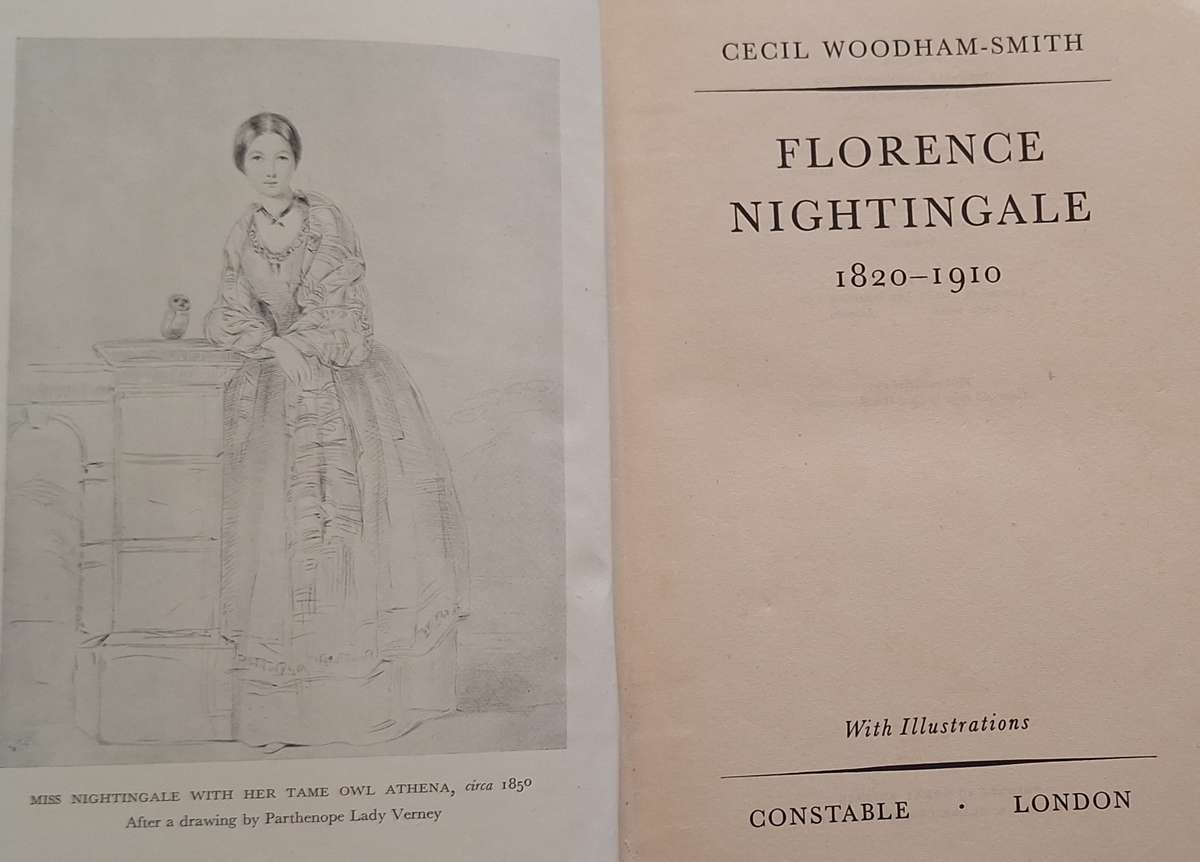 MISS NIGHTINGALE WITH HER TAME OWL ATHENA, circa 1850
After a drawing by Parthenope Lady Verney
CECIL WOODHAM-SMITH
FLORENCE
NIGHTINGALE
1820–1910
With Illustrations
CONSTABLE · LONDON